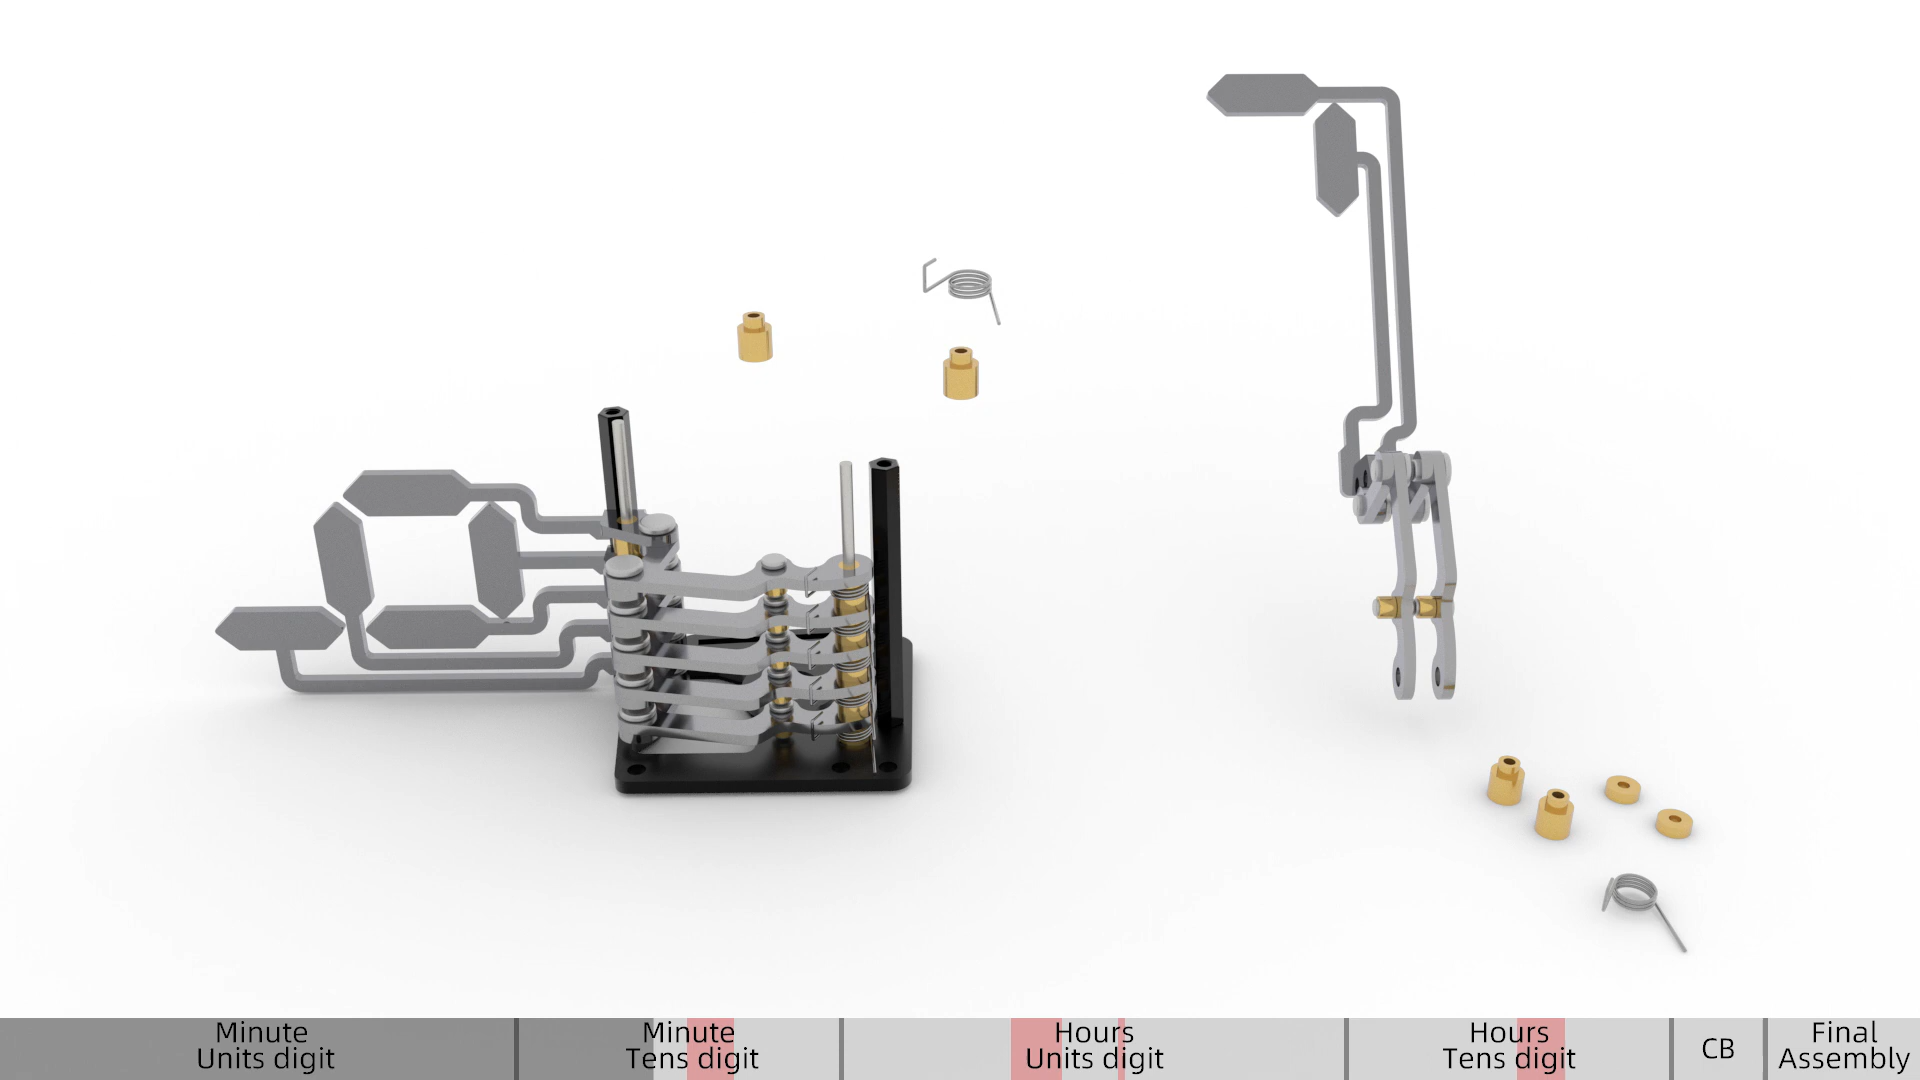 Minute
Units digit
Minute
Tens digit
Hours
Units digit
Hours
Tens digit
CB
Final
Assembly